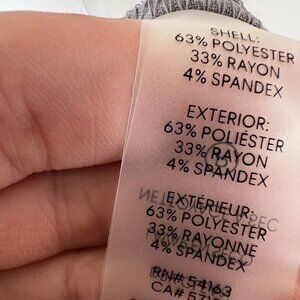 SHELL:
63% POLYESTER
33% RAYON
4% SPANDEX
EXTERIOR:
63% POLIÉSTER
33% RAYON
4% SPANDEX
EXTÉRIEUR:
63% POLYESTER
33% RAYONNE
4% SPANDEX
RN# 54163
CA#